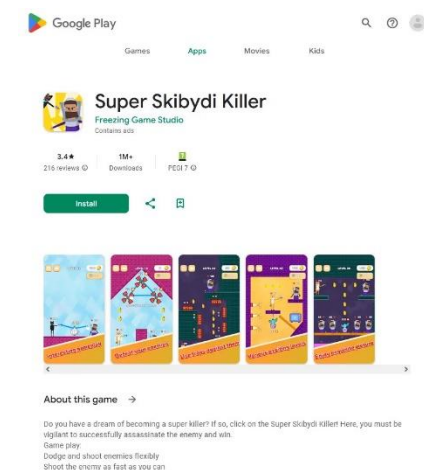 Google Play
Games Apps Movies Kids
Super Skibydi Killer
Freezing Game Studio
Contains ads
3.4★ 1M+
216 reviews Downloads PEGI 7
Install
About this game →
Do you have a dream of becoming a super killer? If so, click on the Super Skibydi Killer! Here, you must be
vigilant to successfully assassinate the enemy and win.
Game play:
Dodge and shoot enemies flexibly
Shoot the enemy as fast as you can